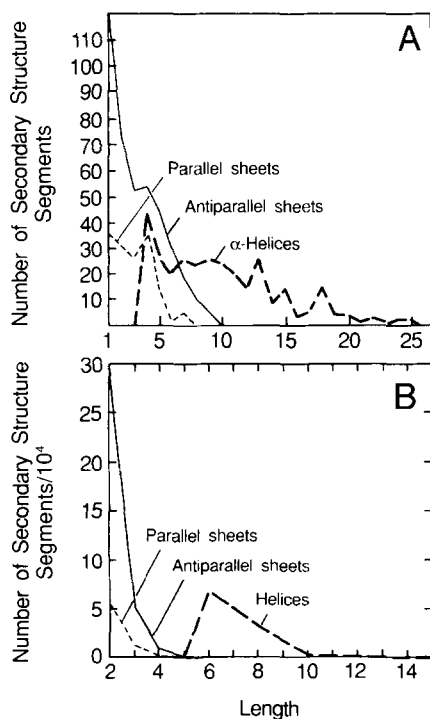 A
Number of Secondary Structure
Segments
110
100
90
80
70
60
50
40
30
20
10
Parallel sheets
Antiparallel sheets
α-Helices
1 5 10 15 20 25
B
Number of Secondary Structure
Segments/10⁴
30
25
20
15
10
5
0
Parallel sheets
Antiparallel sheets
Helices
2 4 6 8 10 12 14
Length